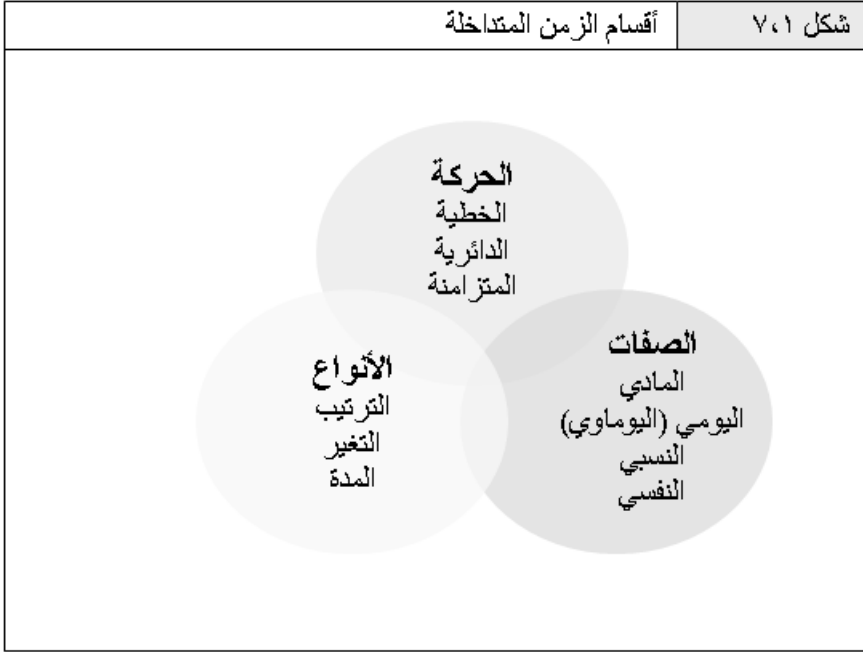 شكل ٧،١
أقسام الزمن المتداخلة
الحركة
الخطية
الدائرية
المتزامنة
الصفات
المادي
اليومي (اليوماوي)
النسبي
النفسي
الأنواع
الترتيب
التغير
المدة